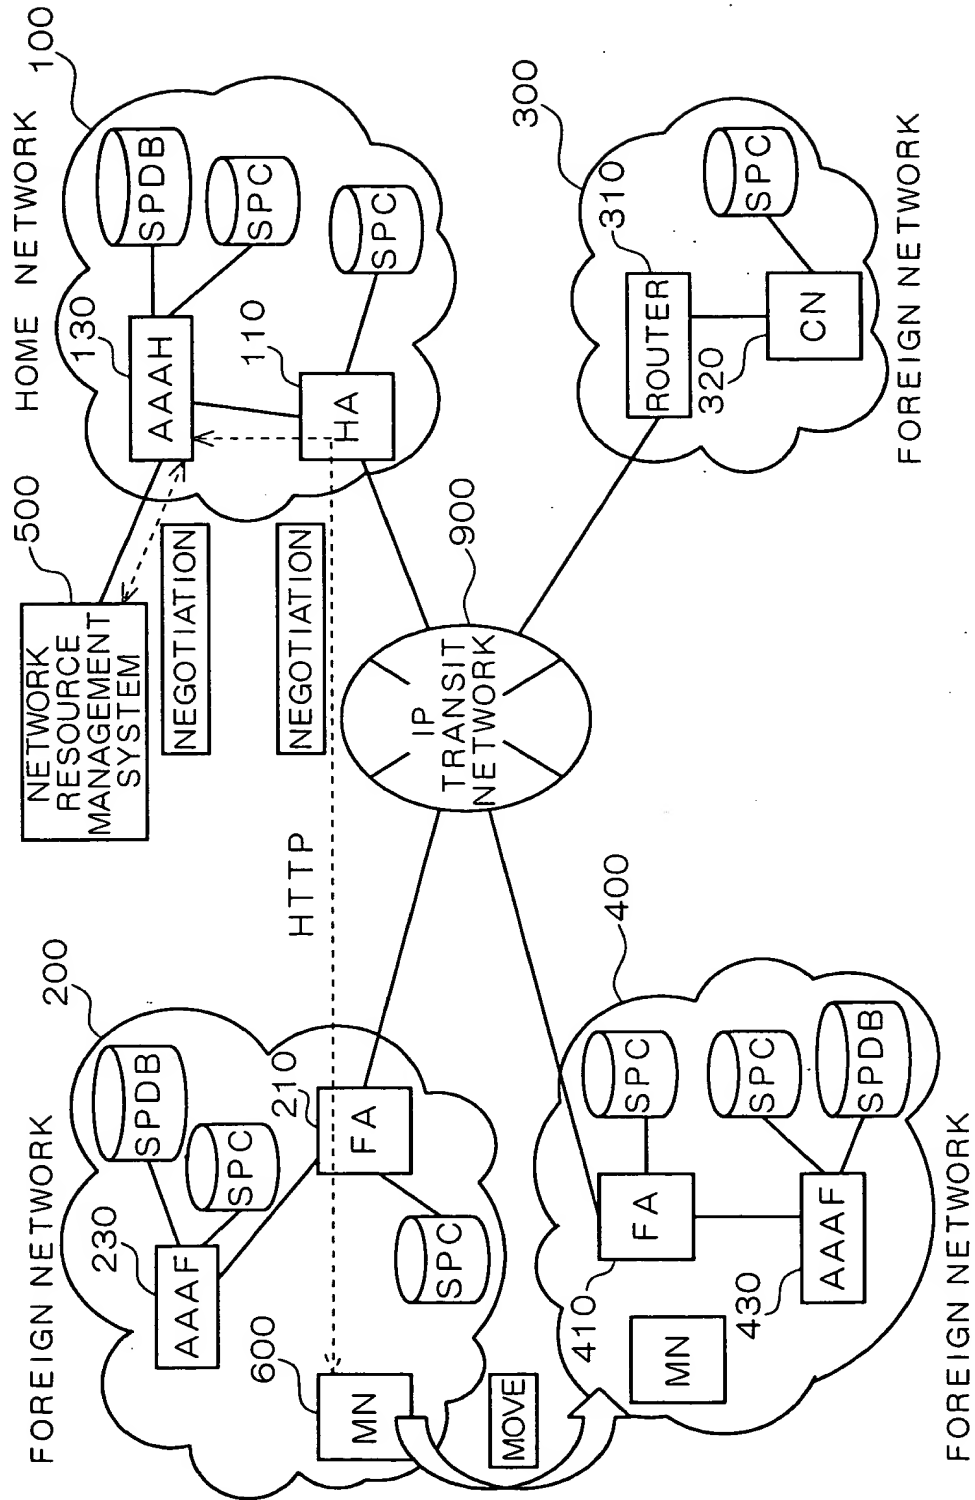 FOREIGN NETWORK
200
SPDB
SPC
230
AAAF
210
FA
SPC
600
MN
HTTP
NETWORK
RESOURCE
MANAGEMENT
SYSTEM
500
NEGOTIATION
NEGOTIATION
HOME NETWORK
100
SPDB
SPC
130
AAAH
110
HA
SPC
IP
TRANSIT
NETWORK
900
MOVE
FOREIGN NETWORK
400
SPC
SPC
SPDB
FA
410
AAAF
430
MN
300
310
ROUTER
SPC
320
CN
FOREIGN NETWORK